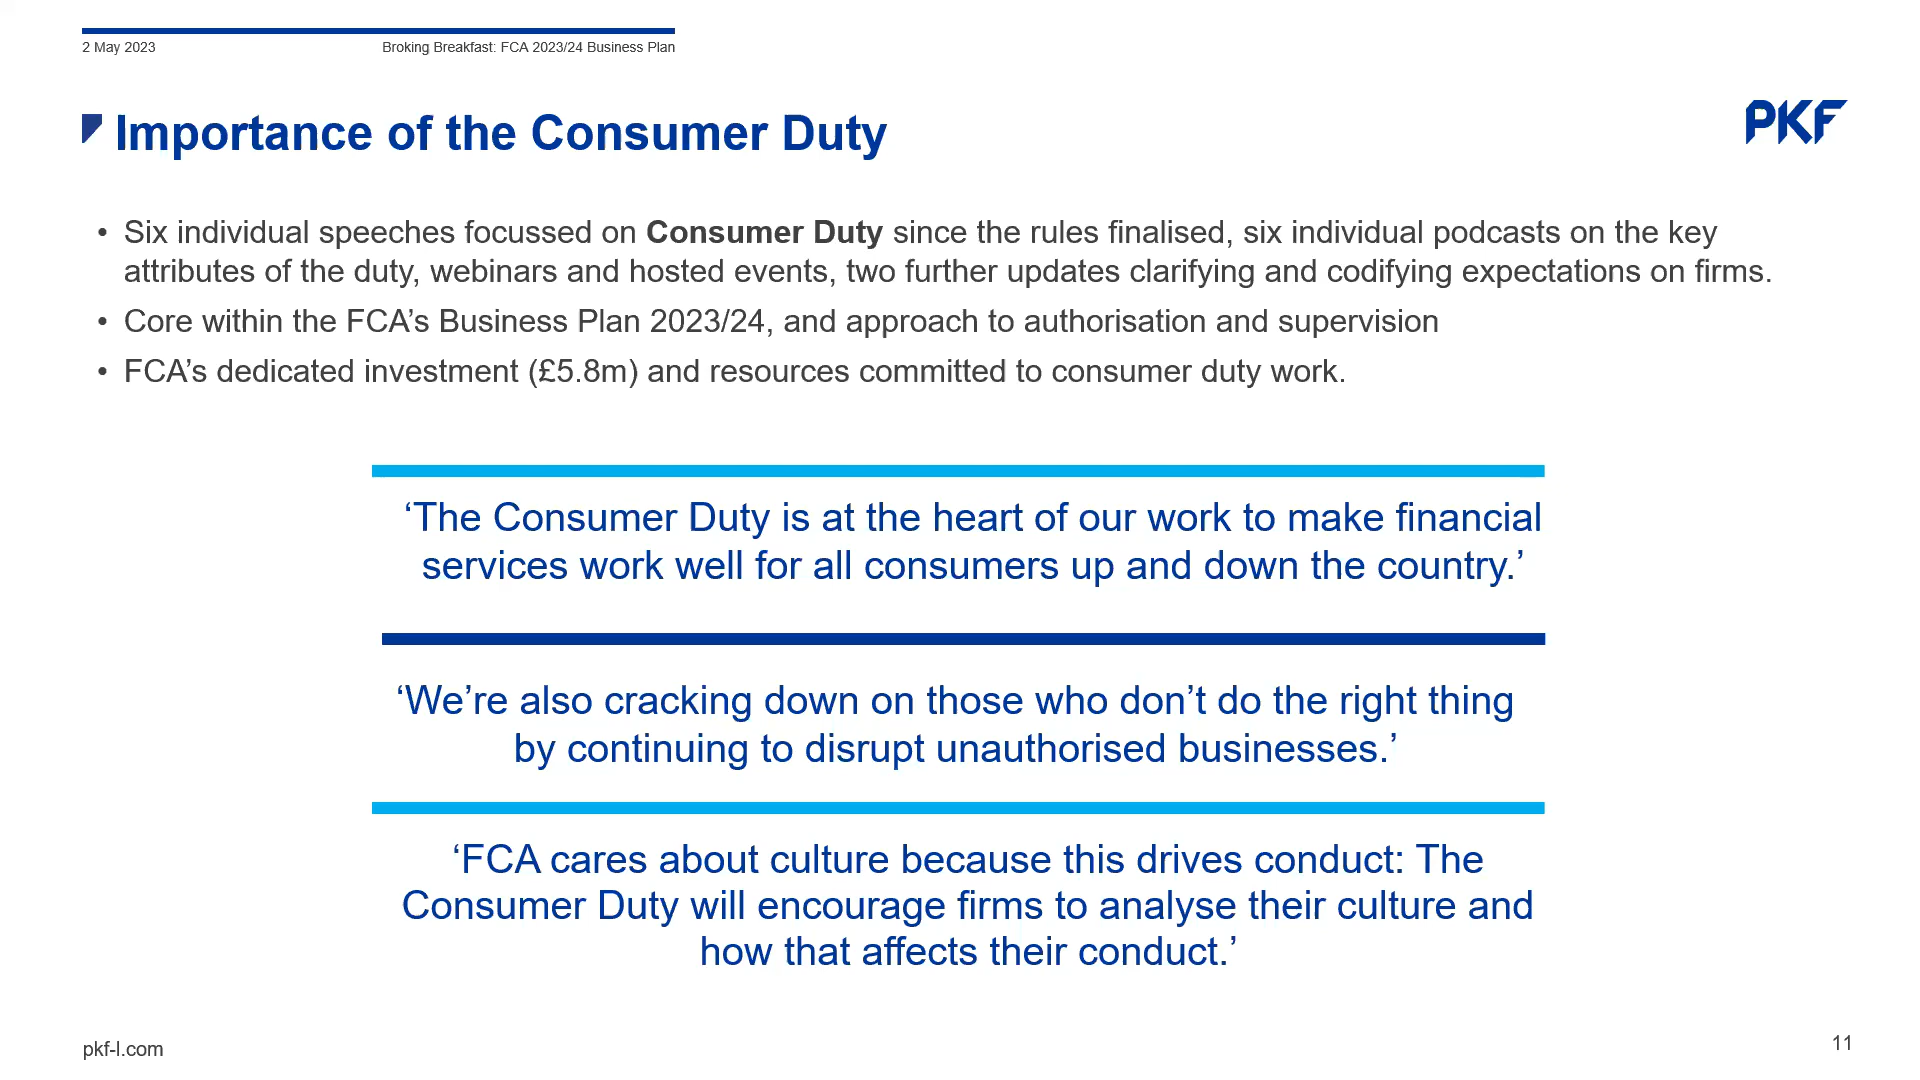 2 May 2023
Broking Breakfast: FCA 2023/24 Business Plan
Importance of the Consumer Duty
PKF
• Six individual speeches focussed on Consumer Duty since the rules finalised, six individual podcasts on the key
attributes of the duty, webinars and hosted events, two further updates clarifying and codifying expectations on firms.
• Core within the FCA’s Business Plan 2023/24, and approach to authorisation and supervision
• FCA’s dedicated investment (£5.8m) and resources committed to consumer duty work.
‘The Consumer Duty is at the heart of our work to make financial
services work well for all consumers up and down the country.’
‘We’re also cracking down on those who don’t do the right thing
by continuing to disrupt unauthorised businesses.’
‘FCA cares about culture because this drives conduct: The
Consumer Duty will encourage firms to analyse their culture and
how that affects their conduct.’
pkf-l.com
11